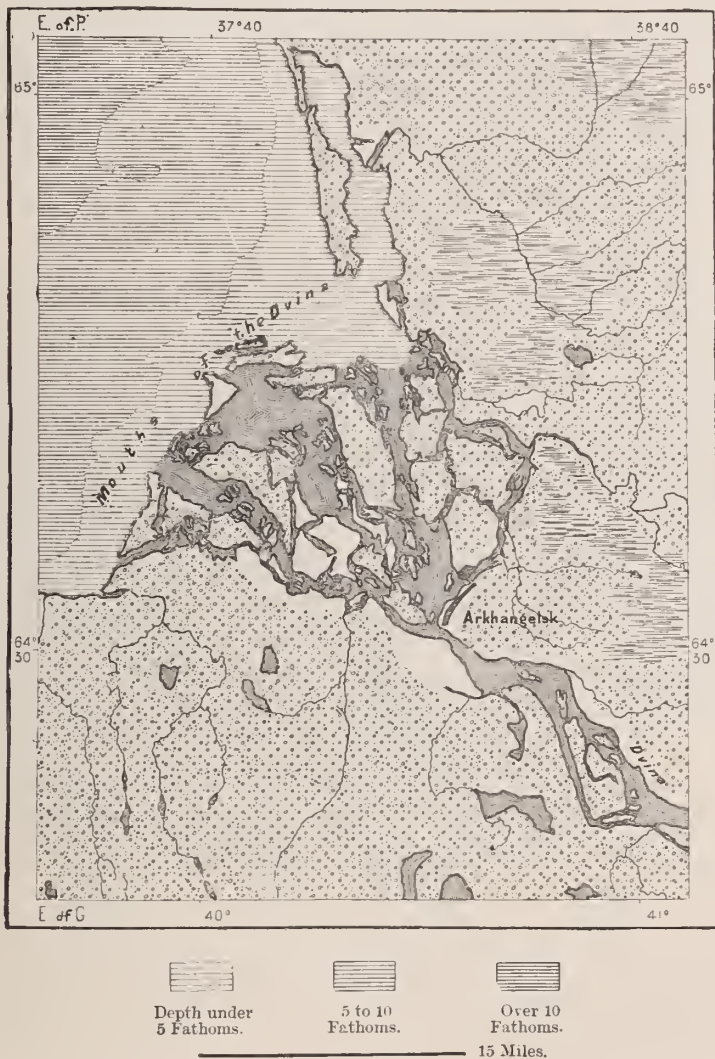 E. of P. 37°40 38°40
65° 65°
Mouths of the Dvina
Arkhangelsk
64° 64°
30 30
Dvina
E of G 40° 41°
Depth under 5 to 10 Over 10
5 Fathoms. Fathoms. Fathoms.
15 Miles.